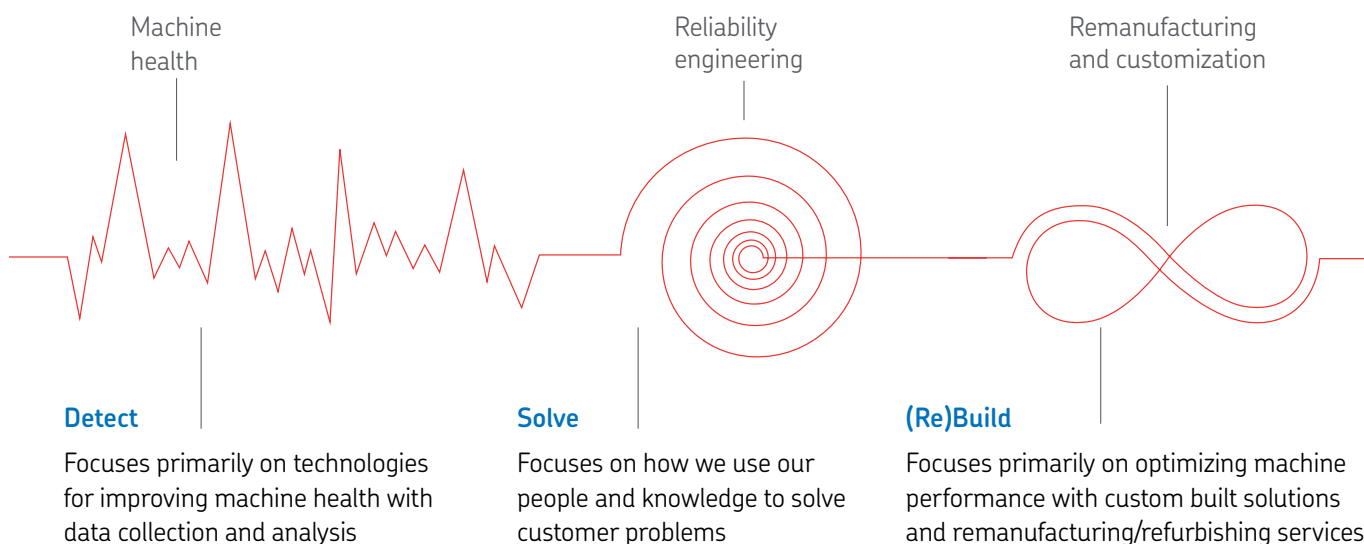 Machine
health
Reliability
engineering
Remanufacturing
and customization
Detect
Focuses primarily on technologies
for improving machine health with
data collection and analysis
Solve
Focuses on how we use our
people and knowledge to solve
customer problems
(Re)Build
Focuses primarily on optimizing machine
performance with custom built solutions
and remanufacturing/refurbishing services